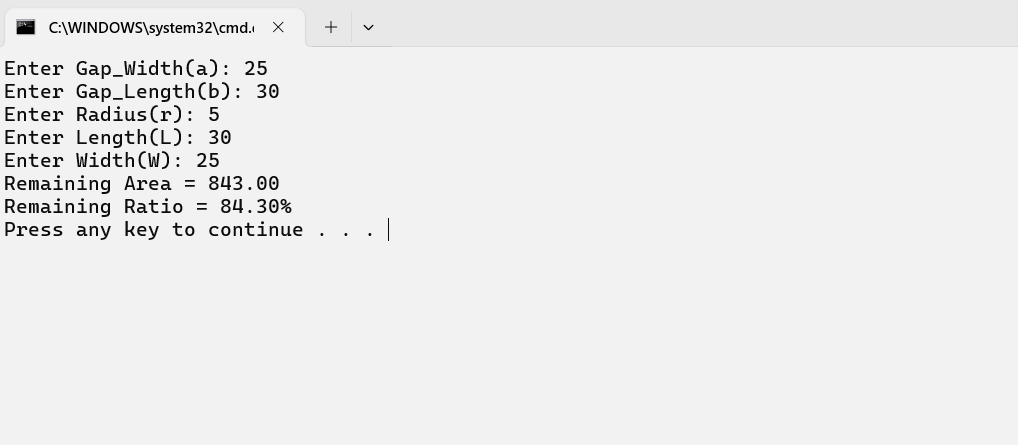 C:\WINDOWS\system32\cmd.
Enter Gap_Width(a): 25
Enter Gap_Length(b): 30
Enter Radius(r): 5
Enter Length(L): 30
Enter Width(W): 25
Remaining Area = 843.00
Remaining Ratio = 84.30%
Press any key to continue . . .